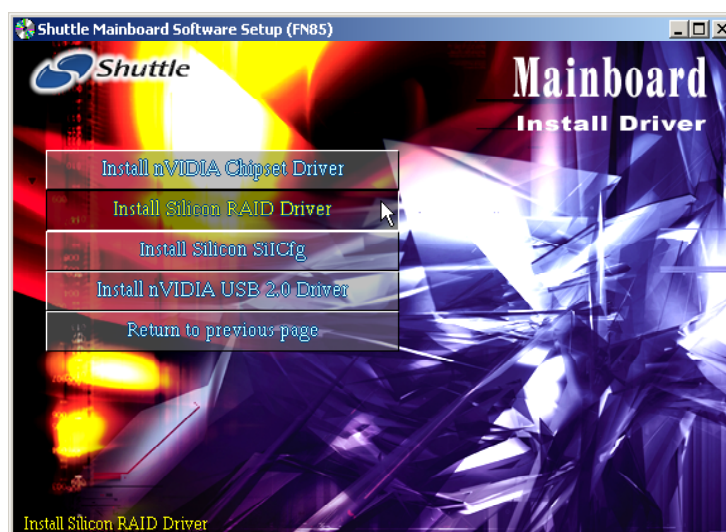 Shuttle Mainboard Software Setup (FN85)
Shuttle
Mainboard
Install Driver
Install nVIDIA Chipset Driver
Install Silicon RAID Driver
Install Silicon SiICfg
Install nVIDIA USB 2.0 Driver
Return to previous page
Install Silicon RAID Driver